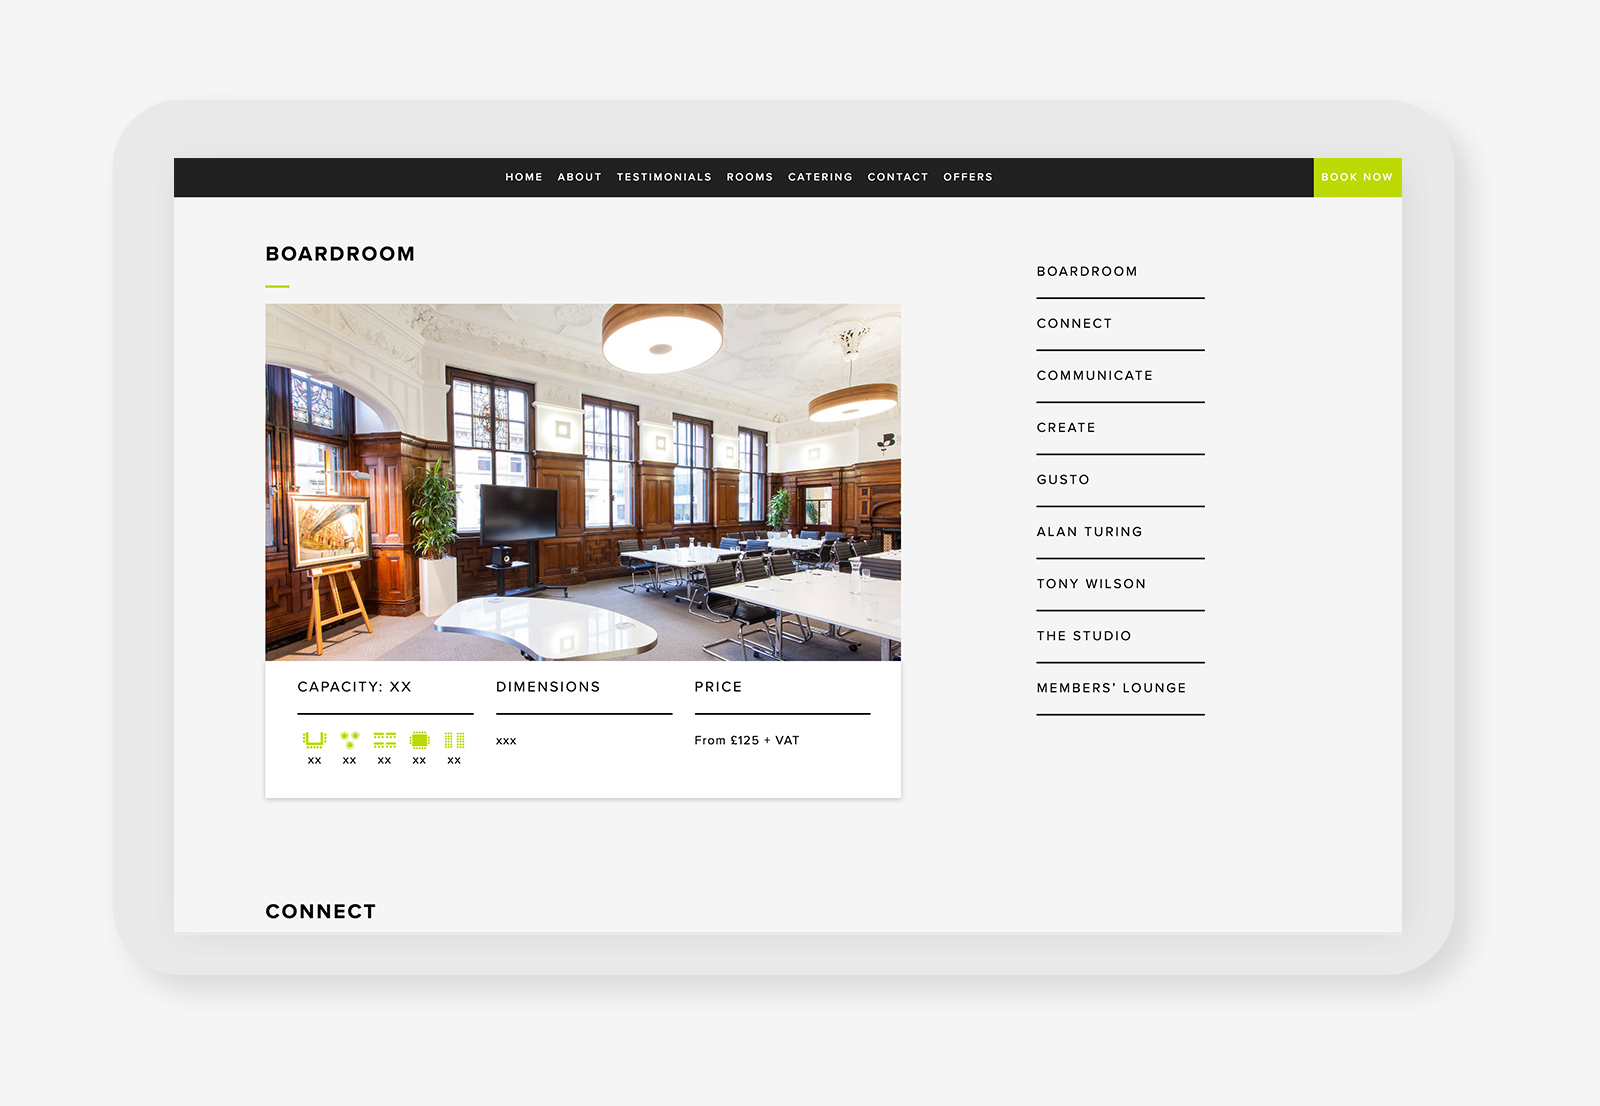 HOME ABOUT TESTIMONIALS ROOMS CATERING CONTACT OFFERS BOOK NOW
BOARDROOM
CAPACITY: XX DIMENSIONS PRICE
xxx From £125 + VAT
xx xx xx xx xx
CONNECT
BOARDROOM
CONNECT
COMMUNICATE
CREATE
GUSTO
ALAN TURING
TONY WILSON
THE STUDIO
MEMBERS’ LOUNGE